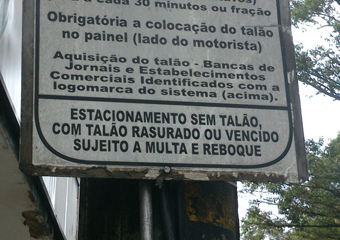 a cada 30 minutos ou fração
Obrigatória a colocação do talão
no painel (lado do motorista)
Aquisição do talão - Bancas de
Jornais e Estabelecimentos
Comerciais Identificados com a
logomarca do sistema (acima).
ESTACIONAMENTO SEM TALÃO,
COM TALÃO RASURADO OU VENCIDO
SUJEITO A MULTA E REBOQUE